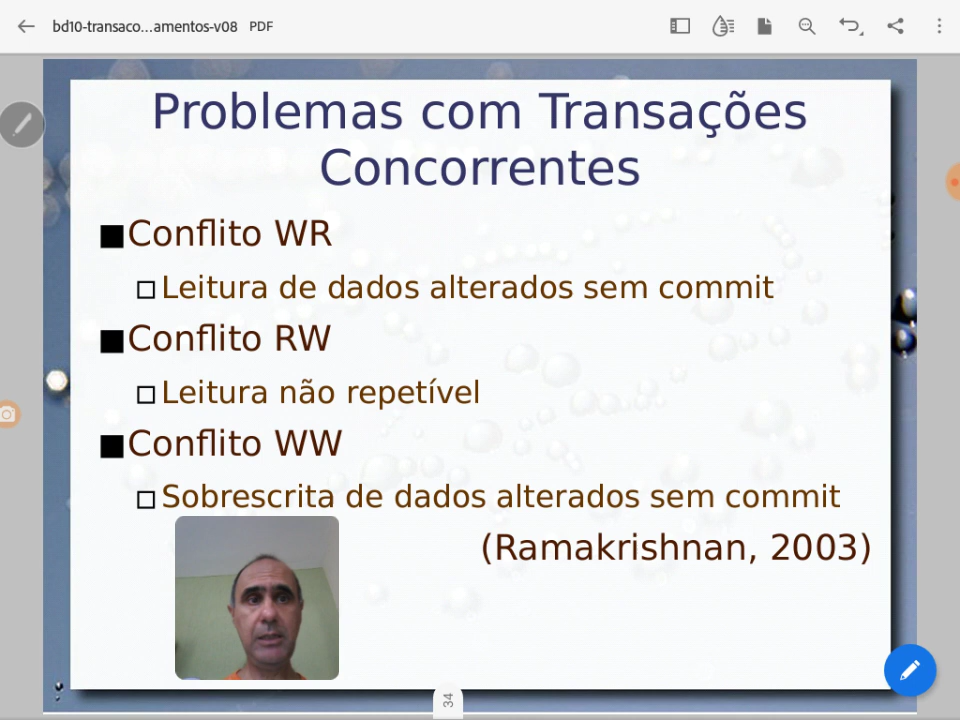 bd10-transaco...amentos-v08 PDF
Problemas com Transações
Concorrentes
Conflito WR
Leitura de dados alterados sem commit
Conflito RW
Leitura não repetível
Conflito WW
Sobrescrita de dados alterados sem commit
(Ramakrishnan, 2003)
34